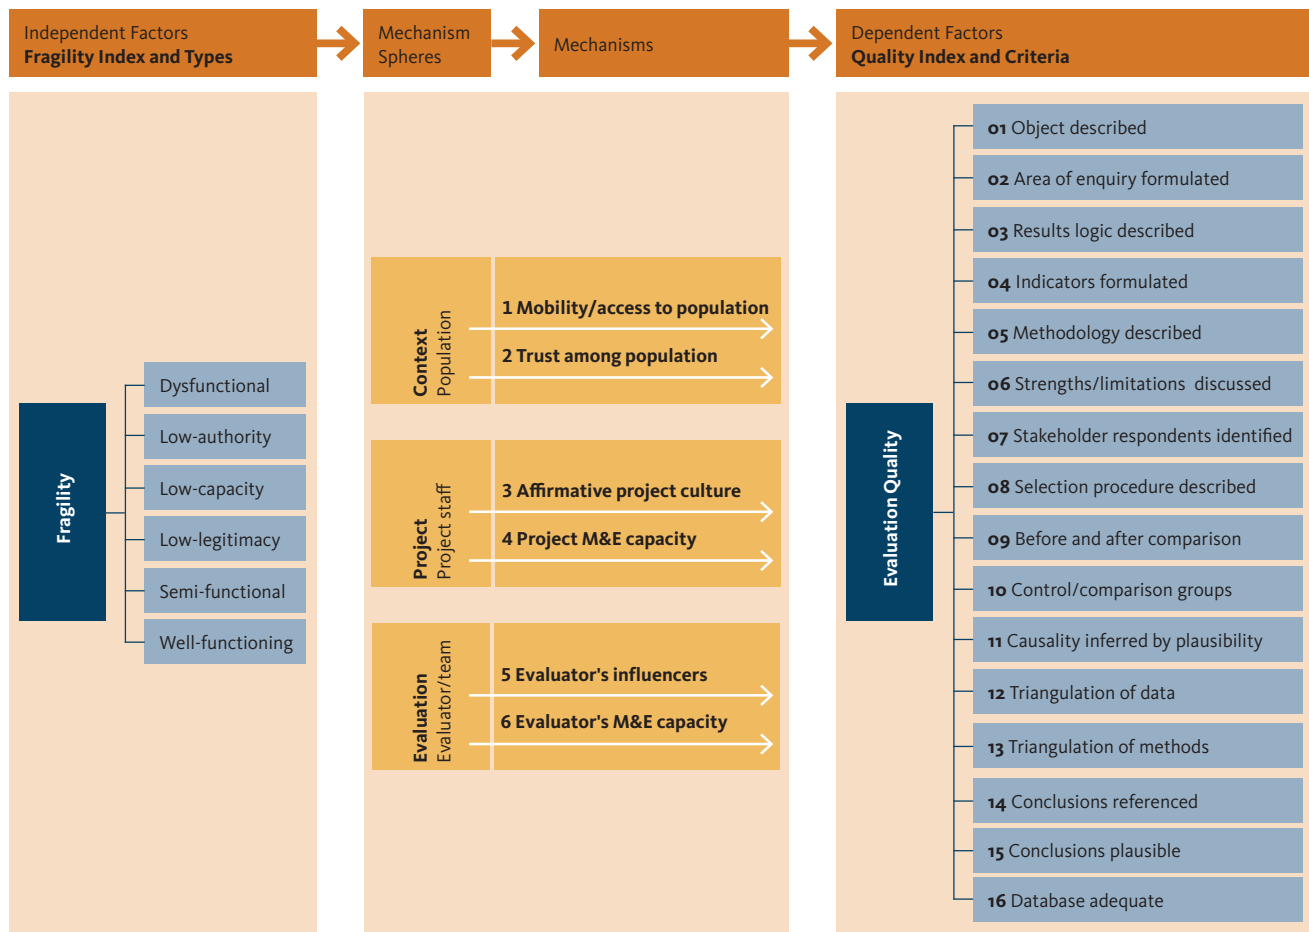 Independent Factors
Fragility Index and Types
Mechanism
Spheres
Mechanisms
Dependent Factors
Quality Index and Criteria
Fragility
Dysfunctional
Low-authority
Low-capacity
Low-legitimacy
Semi-functional
Well-functioning
Context
Population
1 Mobility/access to population
2 Trust among population
Project
Project staff
3 Affirmative project culture
4 Project M&E capacity
Evaluation
Evaluator/team
5 Evaluator's influencers
6 Evaluator's M&E capacity
Evaluation Quality
01 Object described
02 Area of enquiry formulated
03 Results logic described
04 Indicators formulated
05 Methodology described
06 Strengths/limitations discussed
07 Stakeholder respondents identified
08 Selection procedure described
09 Before and after comparison
10 Control/comparison groups
11 Causality inferred by plausibility
12 Triangulation of data
13 Triangulation of methods
14 Conclusions referenced
15 Conclusions plausible
16 Database adequate